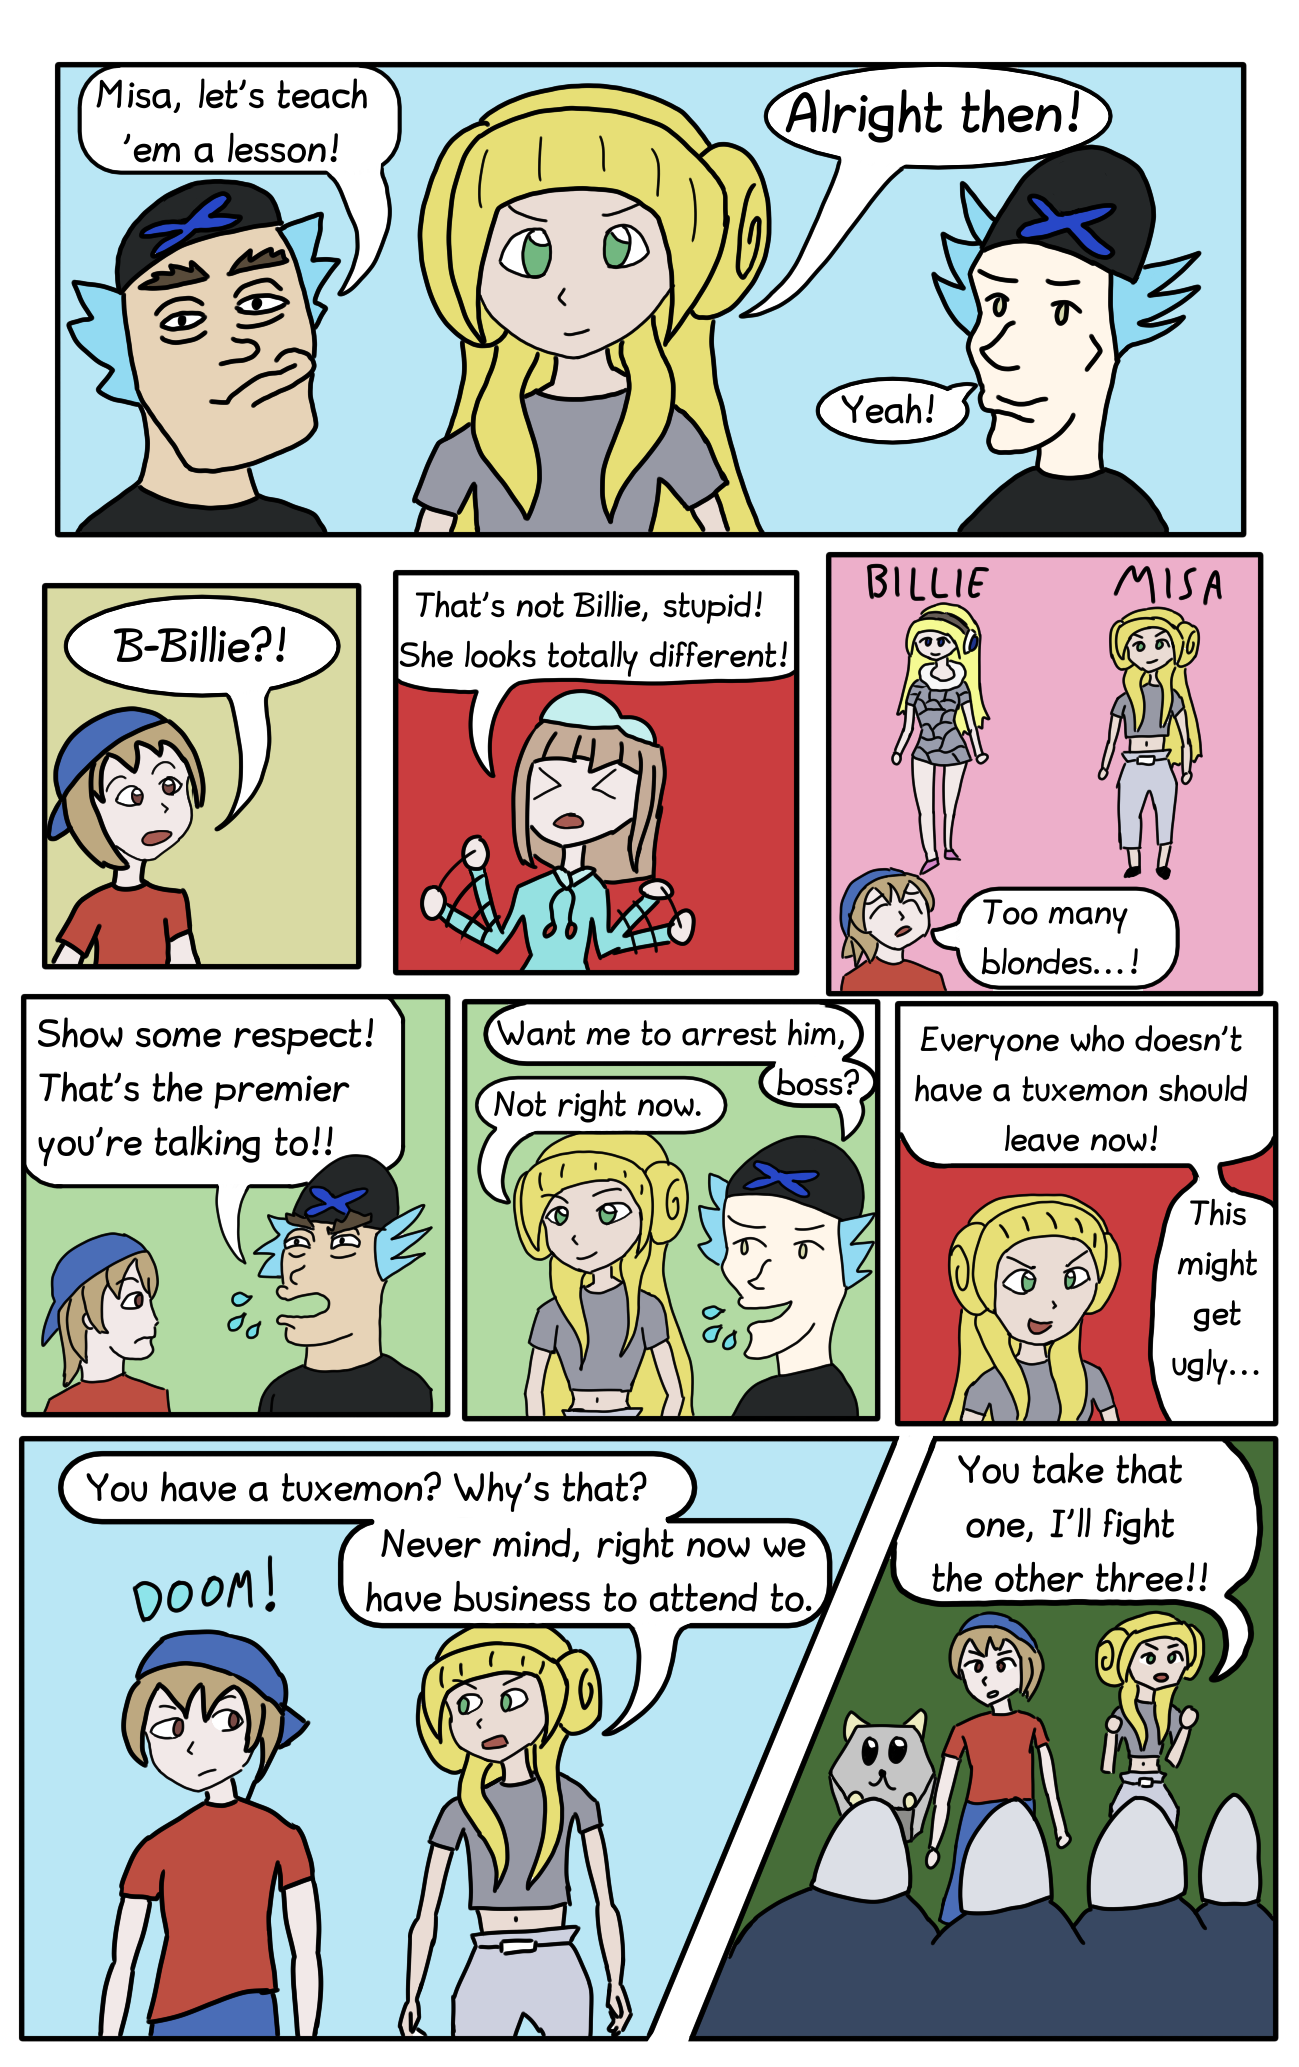 Misa, let's teach
'em a lesson!
Alright then!
Yeah!
B-Billie?!
That's not Billie, stupid!
She looks totally different!
BILLIE
MISA
Too many
blondes...!
Show some respect!
That's the premier
you're talking to!!
Want me to arrest him,
boss?
Not right now.
Everyone who doesn't
have a tuxemon should
leave now!
This
might
get
ugly...
You have a tuxemon? Why's that?
Never mind, right now we
have business to attend to.
DOOM!
You take that
one, I'll fight
the other three!!